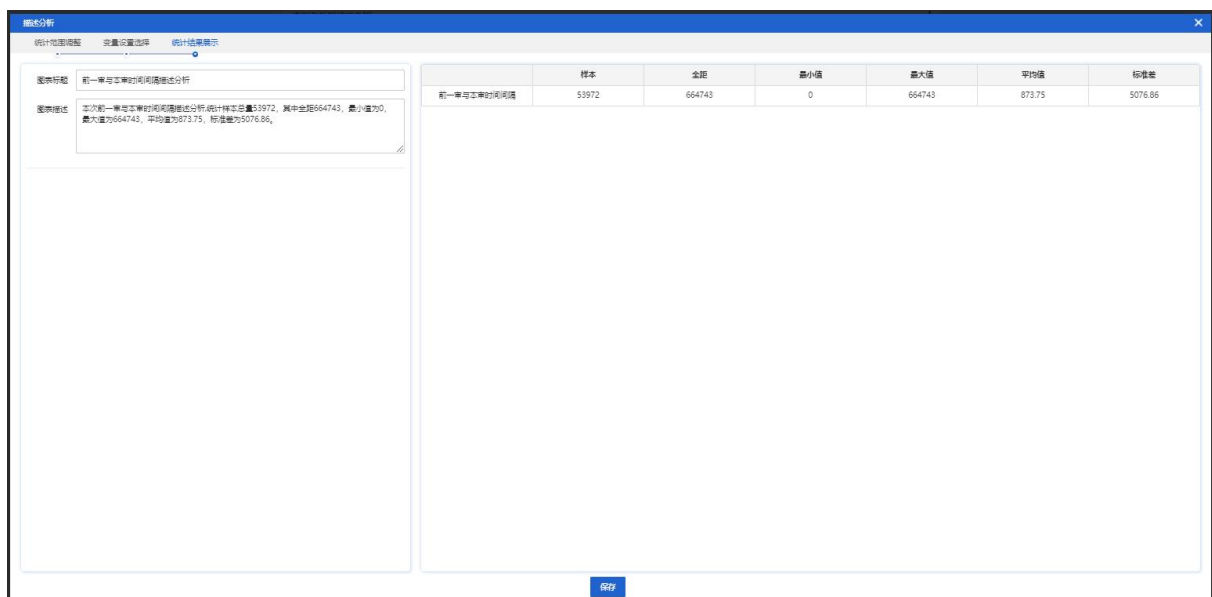 描述分析
统计范围调整 变量设置选择 统计结果展示
图表标题 前一审与本审时间间隔描述分析
图表描述 本次前一审与本审时间间隔描述分析,统计样本总量53972，其中全距664743，最小值为0，
最大值为664743，平均值为873.75，标准差为5076.86。
样本 全距 最小值 最大值 平均值 标准差
前一审与本审时间间隔 53972 664743 0 664743 873.75 5076.86
保存